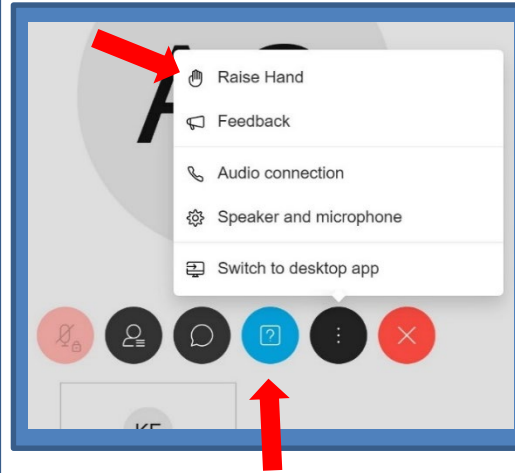 Raise Hand
Feedback
Audio connection
Speaker and microphone
Switch to desktop app
?